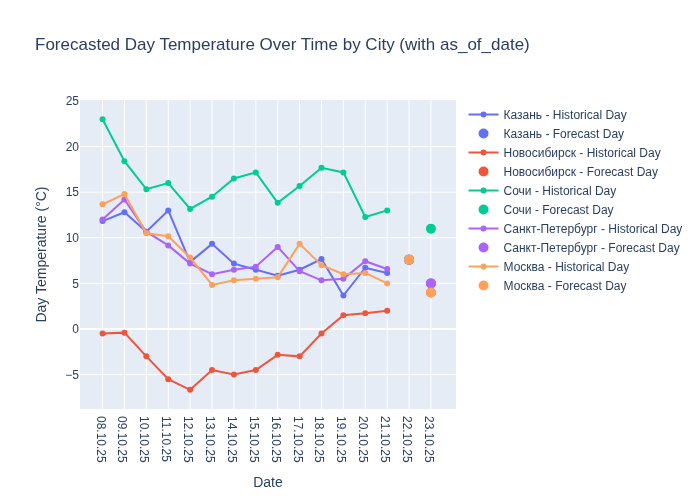 Forecasted Day Temperature Over Time by City (with as_of_date)
25
20
15
10
5
0
−5
Day Temperature (°C)
08.10.25
09.10.25
10.10.25
11.10.25
12.10.25
13.10.25
14.10.25
15.10.25
16.10.25
17.10.25
18.10.25
19.10.25
20.10.25
21.10.25
22.10.25
23.10.25
Date
Казань - Historical Day
Казань - Forecast Day
Новосибирск - Historical Day
Новосибирск - Forecast Day
Сочи - Historical Day
Сочи - Forecast Day
Санкт-Петербург - Historical Day
Санкт-Петербург - Forecast Day
Москва - Historical Day
Москва - Forecast Day